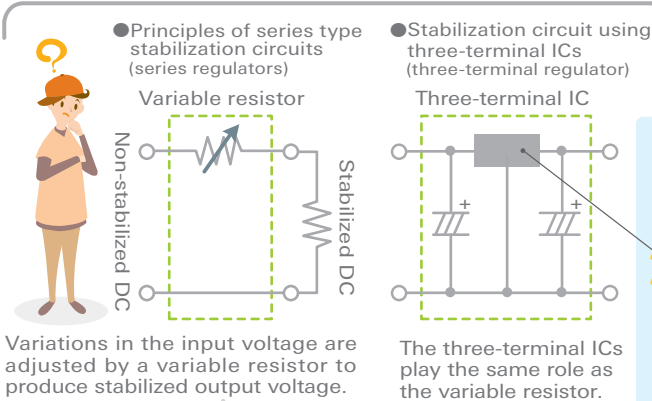 ●Principles of series type
stabilization circuits
(series regulators)
Variable resistor
Non-stabilized DC
Stabilized DC
Variations in the input voltage are
adjusted by a variable resistor to
produce stabilized output voltage.
●Stabilization circuit using
three-terminal ICs
(three-terminal regulator)
Three-terminal IC
+
+
The three-terminal ICs
play the same role as
the variable resistor.